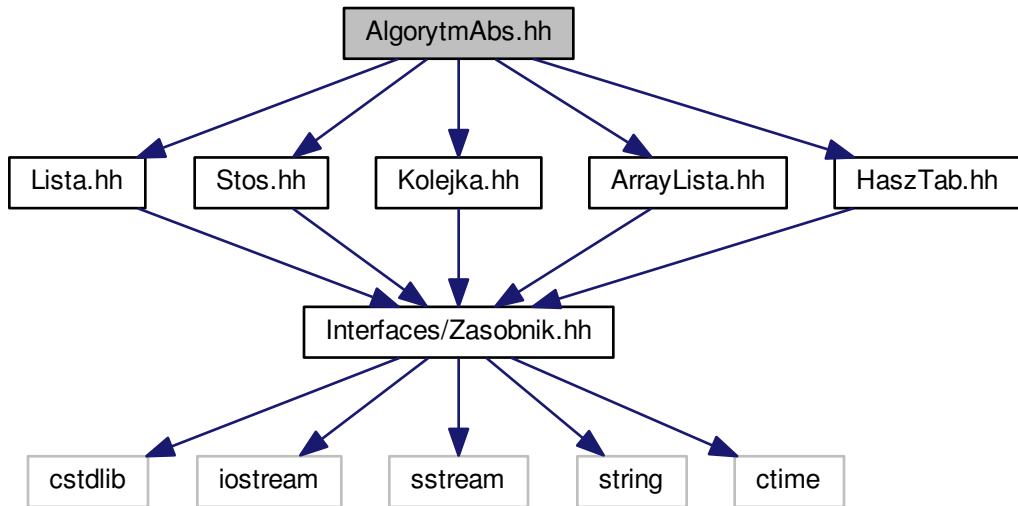 AlgorytmAbs.hh
Lista.hh
Stos.hh
Kolejka.hh
ArrayLista.hh
HaszTab.hh
Interfaces/Zasobnik.hh
cstdlib
iostream
sstream
string
ctime